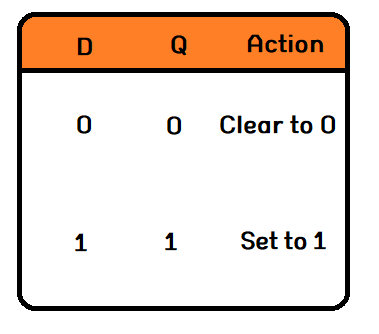 D Q Action
0 0 Clear to 0
1 1 Set to 1